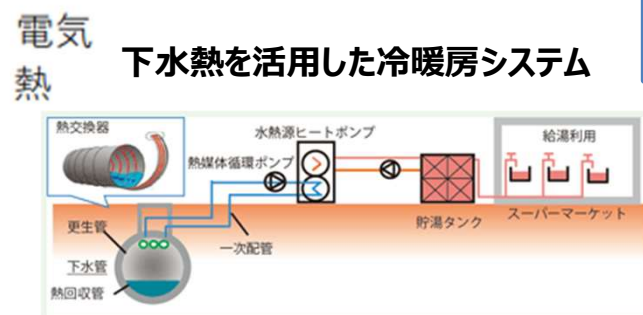 電気
熱
下水熱を活用した冷暖房システム
熱交換器
水熱源ヒートポンプ
給湯利用
熱媒体循環ポンプ
貯湯タンク
スーパーマーケット
更生管
一次配管
下水管
熱回収管